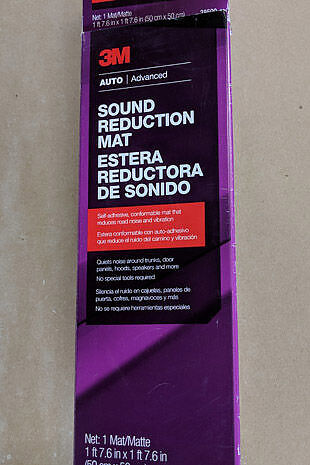 Net: 1 Mat/Matte
1 ft 7.6 in x 1 ft 7.6 in (50 cm x 50 cm)
3M
AUTO | Advanced
SOUND
REDUCTION
MAT
ESTERA
REDUCTORA
DE SONIDO
Self-adhesive, conformable mat that
reduces road noise and vibration
Estera conformable con auto-adhesivo
que reduce el ruido del camino y vibración
Quiets noise around trunks, door
panels, hoods, speakers and more
No special tools required
Silencia el ruido en cajuelas, paneles de
puerta, cofres, magnavoces y más
No se requiere herramientas especiales
Net: 1 Mat/Matte
1 ft 7.6 in x 1 ft 7.6 in